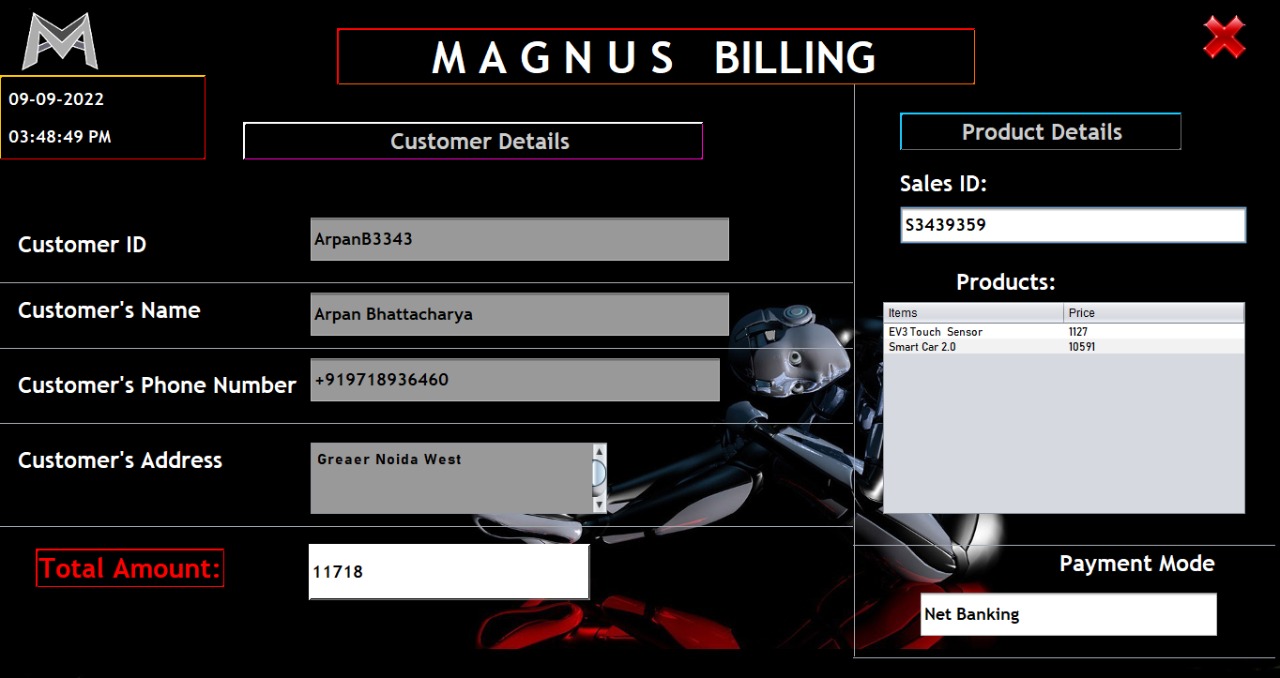 M A G N U S BILLING
09-09-2022
03:48:49 PM
Customer Details
Customer ID
ArpanB3343
Customer's Name
Arpan Bhattacharya
Customer's Phone Number
+919718936460
Customer's Address
Greaer Noida West
Total Amount:
11718
Product Details
Sales ID:
S3439359
Products:
Items Price
EV3 Touch Sensor 1127
Smart Car 2.0 10591
Payment Mode
Net Banking